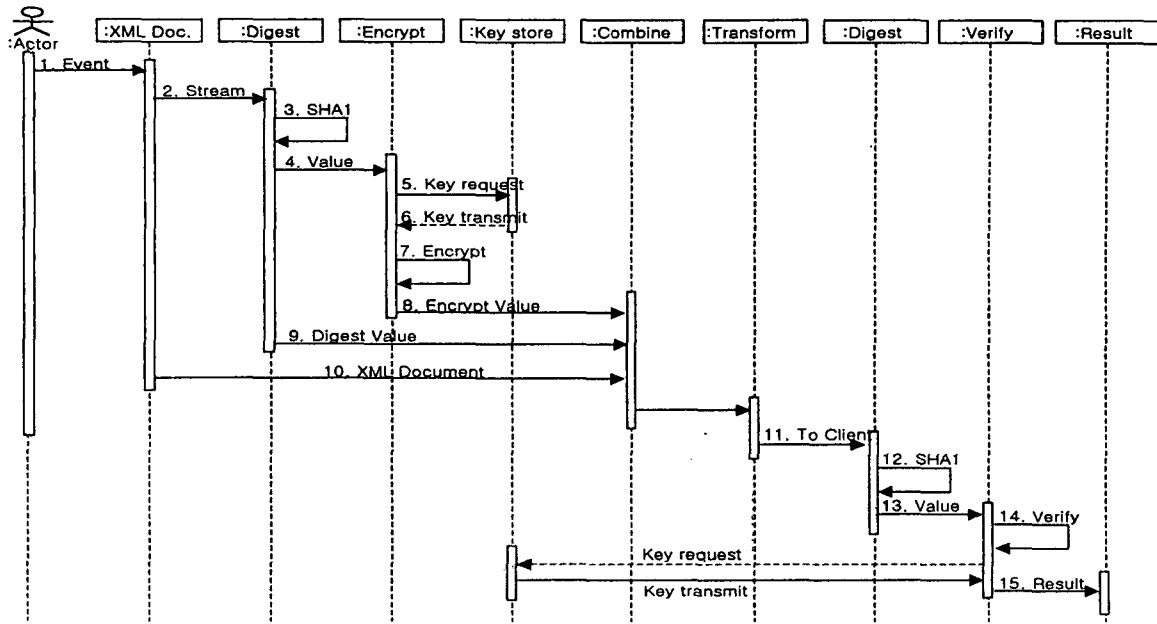 :Actor
:XML Doc.
:Digest
:Encrypt
:Key store
:Combine
:Transform
:Digest
:Verify
:Result
1. Event
2. Stream
3. SHA1
4. Value
5. Key request
6. Key transmit
7. Encrypt
8. Encrypt Value
9. Digest Value
10. XML Document
11. To Client
12. SHA1
13. Value
14. Verify
Key request
Key transmit
15. Result